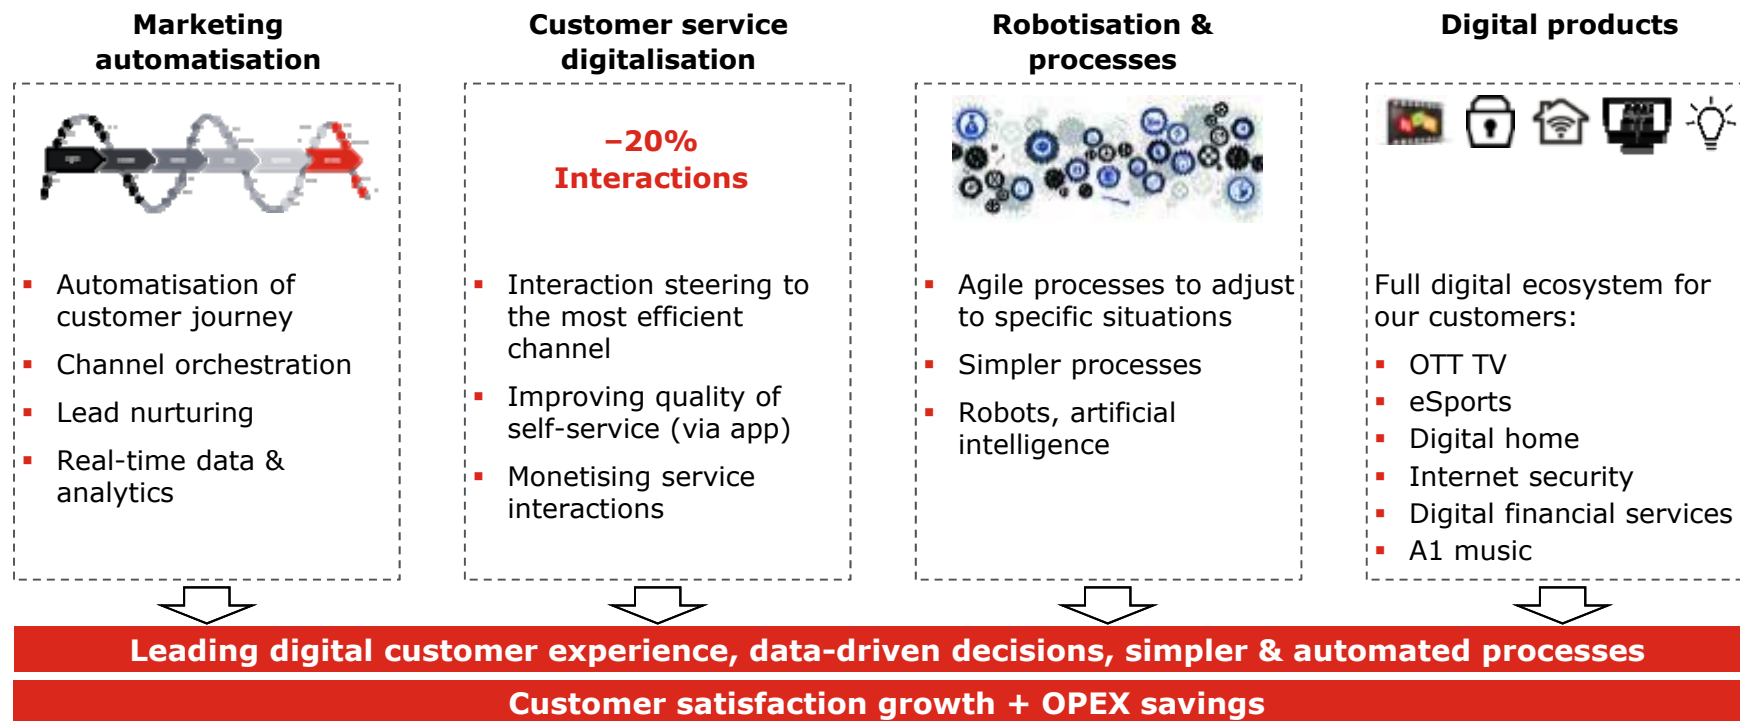 Marketing
automatisation
Automatisation of
customer journey
Channel orchestration
Lead nurturing
Real-time data &
analytics
Customer service
digitalisation
–20%
Interactions
Interaction steering to
the most efficient
channel
Improving quality of
self-service (via app)
Monetising service
interactions
Robotisation &
processes
Agile processes to adjust
to specific situations
Simpler processes
Robots, artificial
intelligence
Digital products
Full digital ecosystem for
our customers:
OTT TV
eSports
Digital home
Internet security
Digital financial services
A1 music
Leading digital customer experience, data-driven decisions, simpler & automated processes
Customer satisfaction growth + OPEX savings